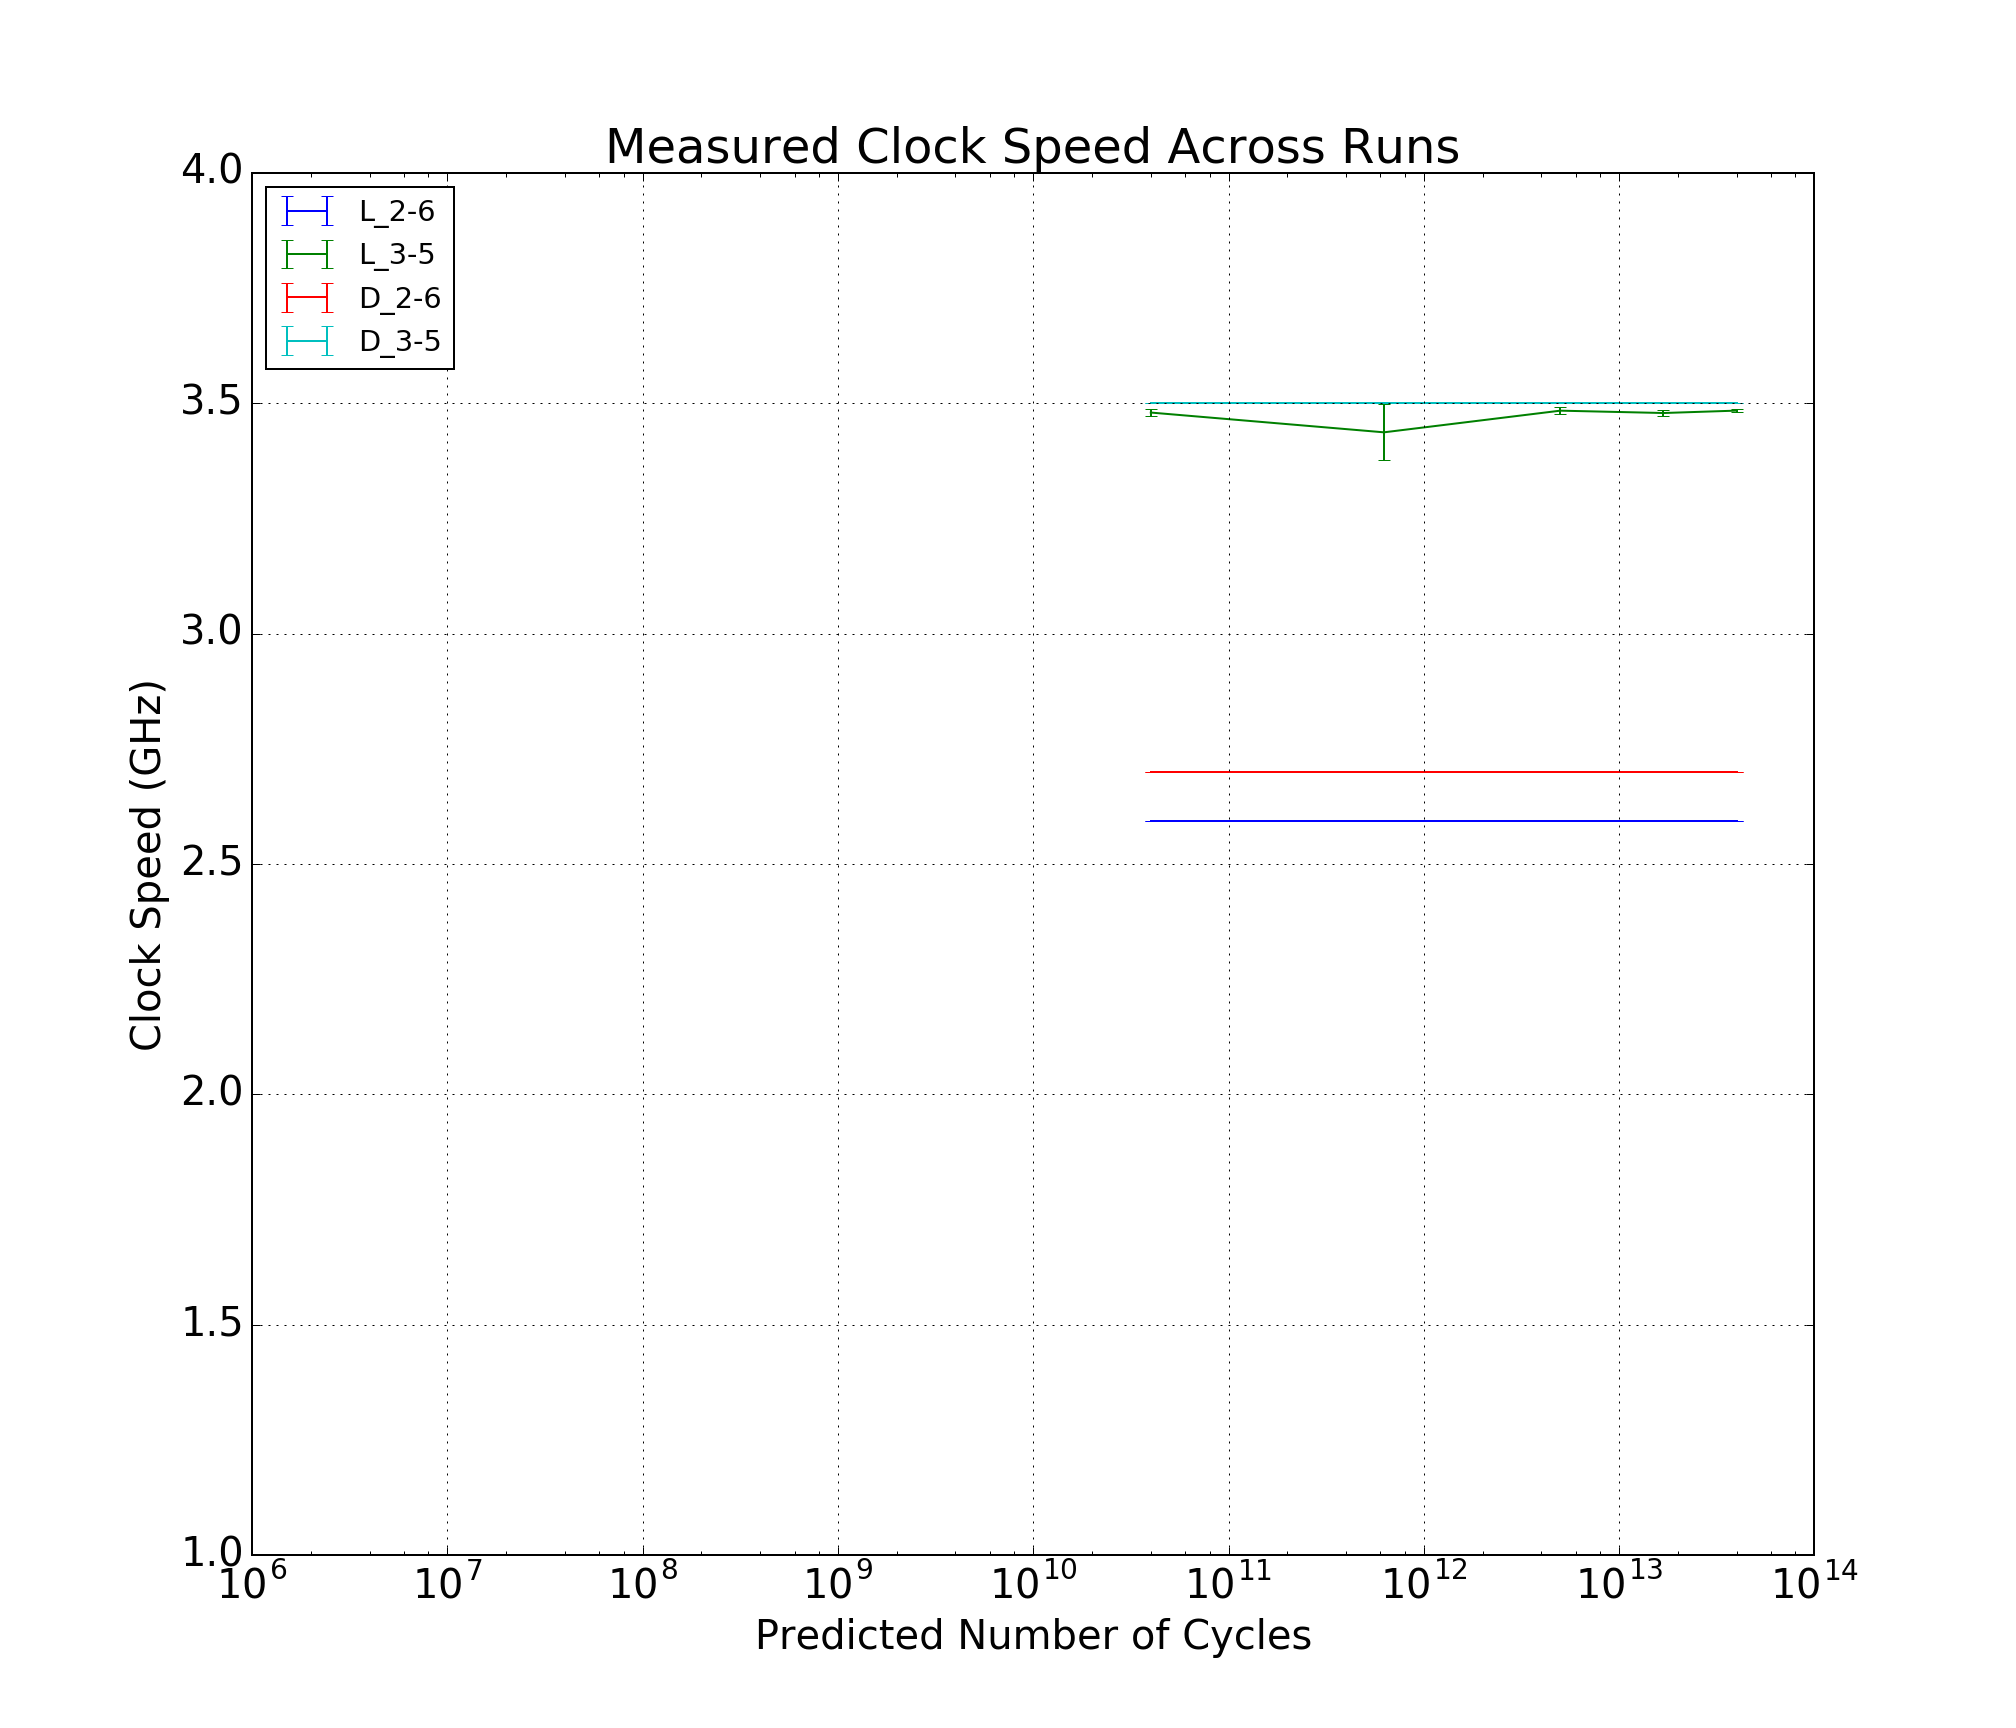 Measured Clock Speed Across Runs
4.0
3.5
3.0
2.5
2.0
1.5
1.0
Clock Speed (GHz)
L_2-6
L_3-5
D_2-6
D_3-5
10^6 10^7 10^8 10^9 10^10 10^11 10^12 10^13 10^14
Predicted Number of Cycles